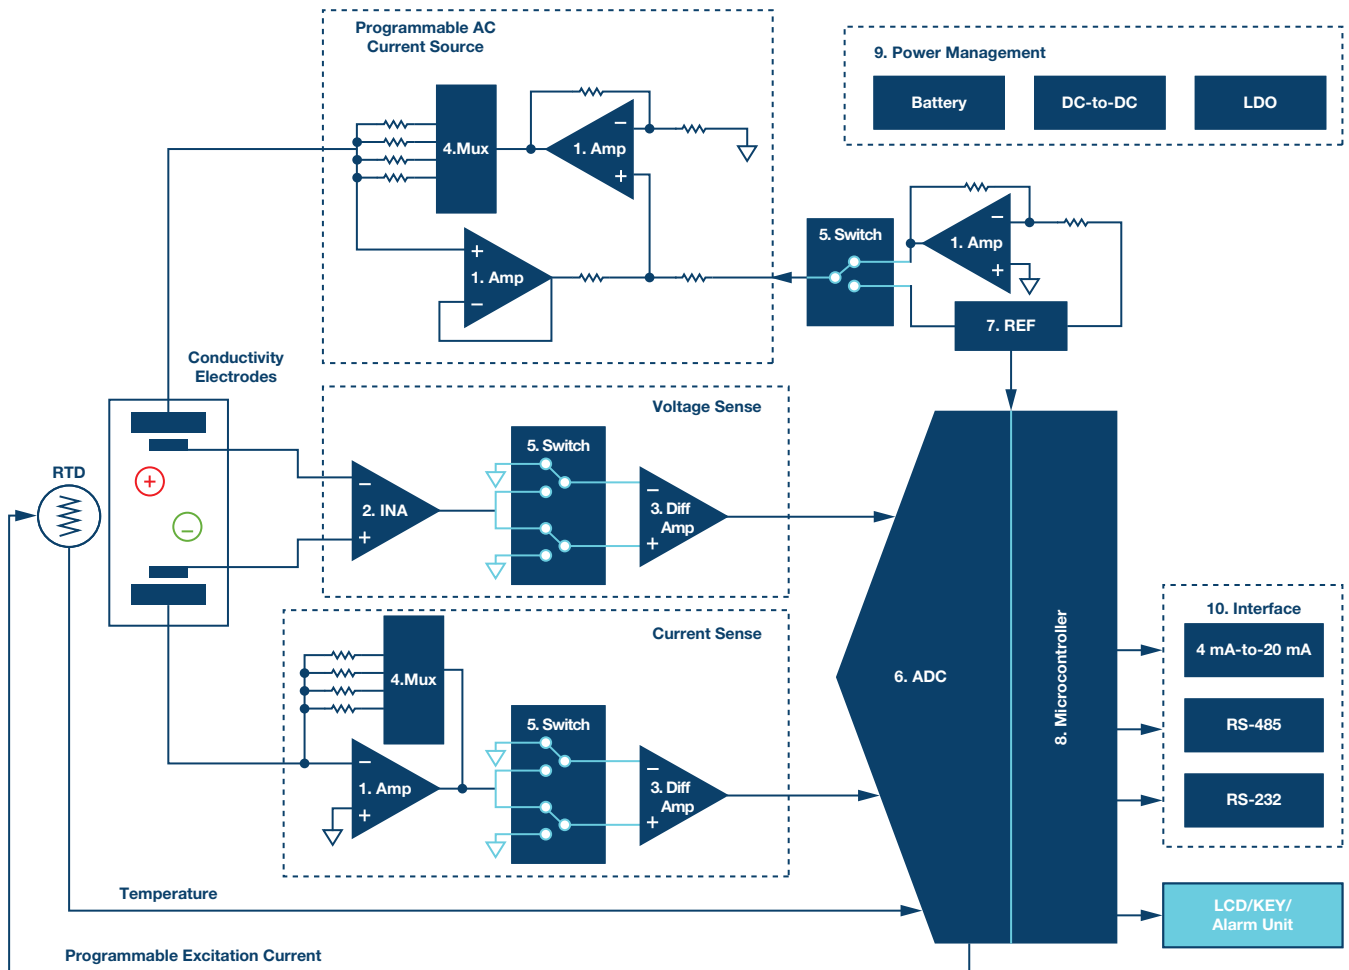 Programmable AC
Current Source
4.Mux
−
1. Amp
+
+
1. Amp
−
9. Power Management
Battery
DC-to-DC
LDO
5. Switch
−
1. Amp
+
7. REF
Conductivity
Electrodes
RTD
+
−
Voltage Sense
−
2. INA
+
5. Switch
−
3. Diff
Amp
+
Current Sense
4.Mux
−
1. Amp
+
5. Switch
−
3. Diff
Amp
+
6. ADC
8. Microcontroller
10. Interface
4 mA-to-20 mA
RS-485
RS-232
LCD/KEY/
Alarm Unit
Temperature
Programmable Excitation Current